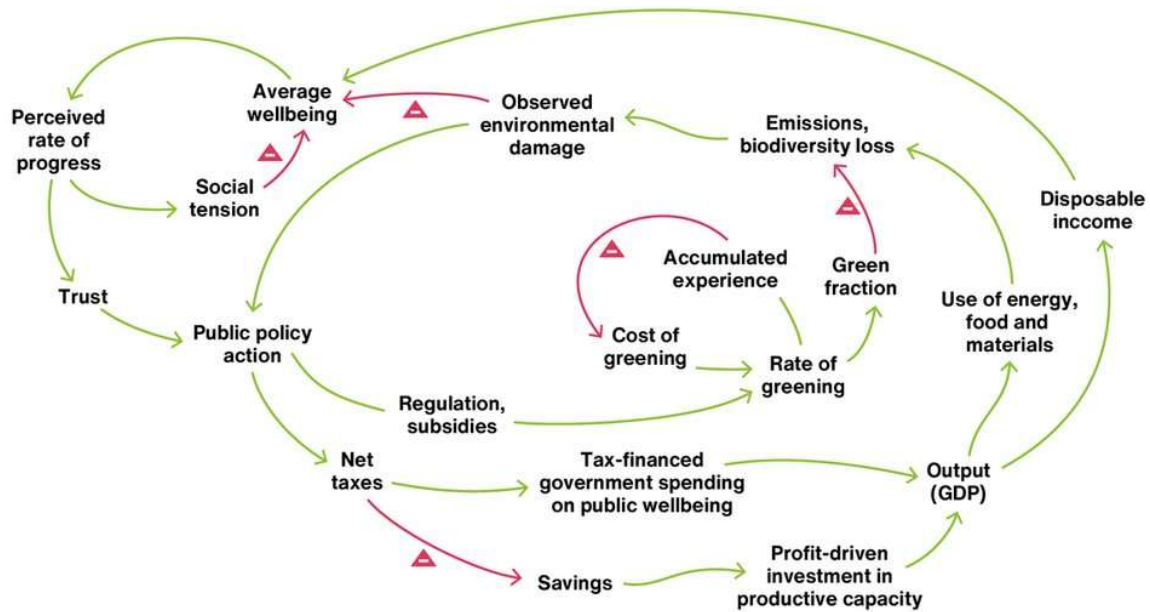 Average
wellbeing
Perceived
rate of
progress
Social
tension
Trust
Observed
environmental
damage
Emissions,
biodiversity loss
Disposable
inccome
Accumulated
experience
Green
fraction
Use of energy,
food and
materials
Public policy
action
Cost of
greening
Rate of
greening
Regulation,
subsidies
Net
taxes
Tax-financed
government spending
on public wellbeing
Output
(GDP)
Savings
Profit-driven
investment in
productive capacity